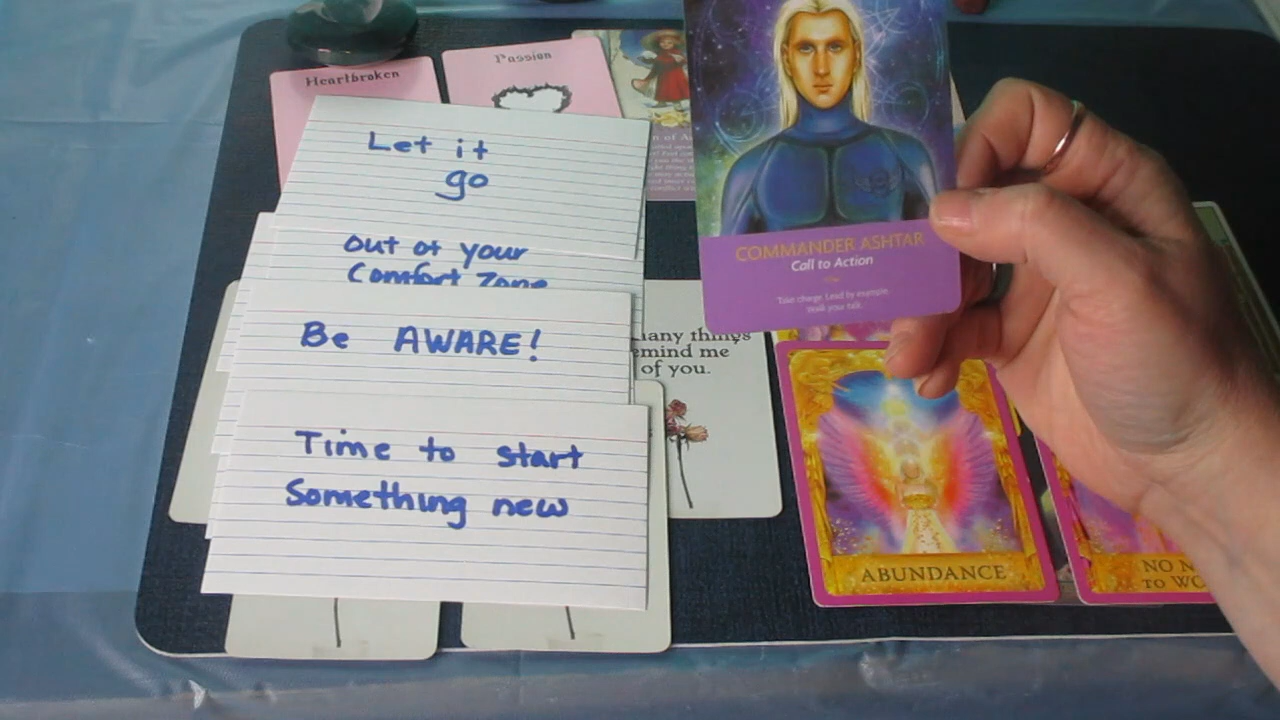 Heartbroken
Passion
Let it
go
out of your
Comfort Zone
Be AWARE!
Time to start
Something new
COMMANDER ASHTAR
Call to Action
Take charge. Lead by example.
Walk your talk.
many things
remind me
of you.
ABUNDANCE
NO N
TO WO